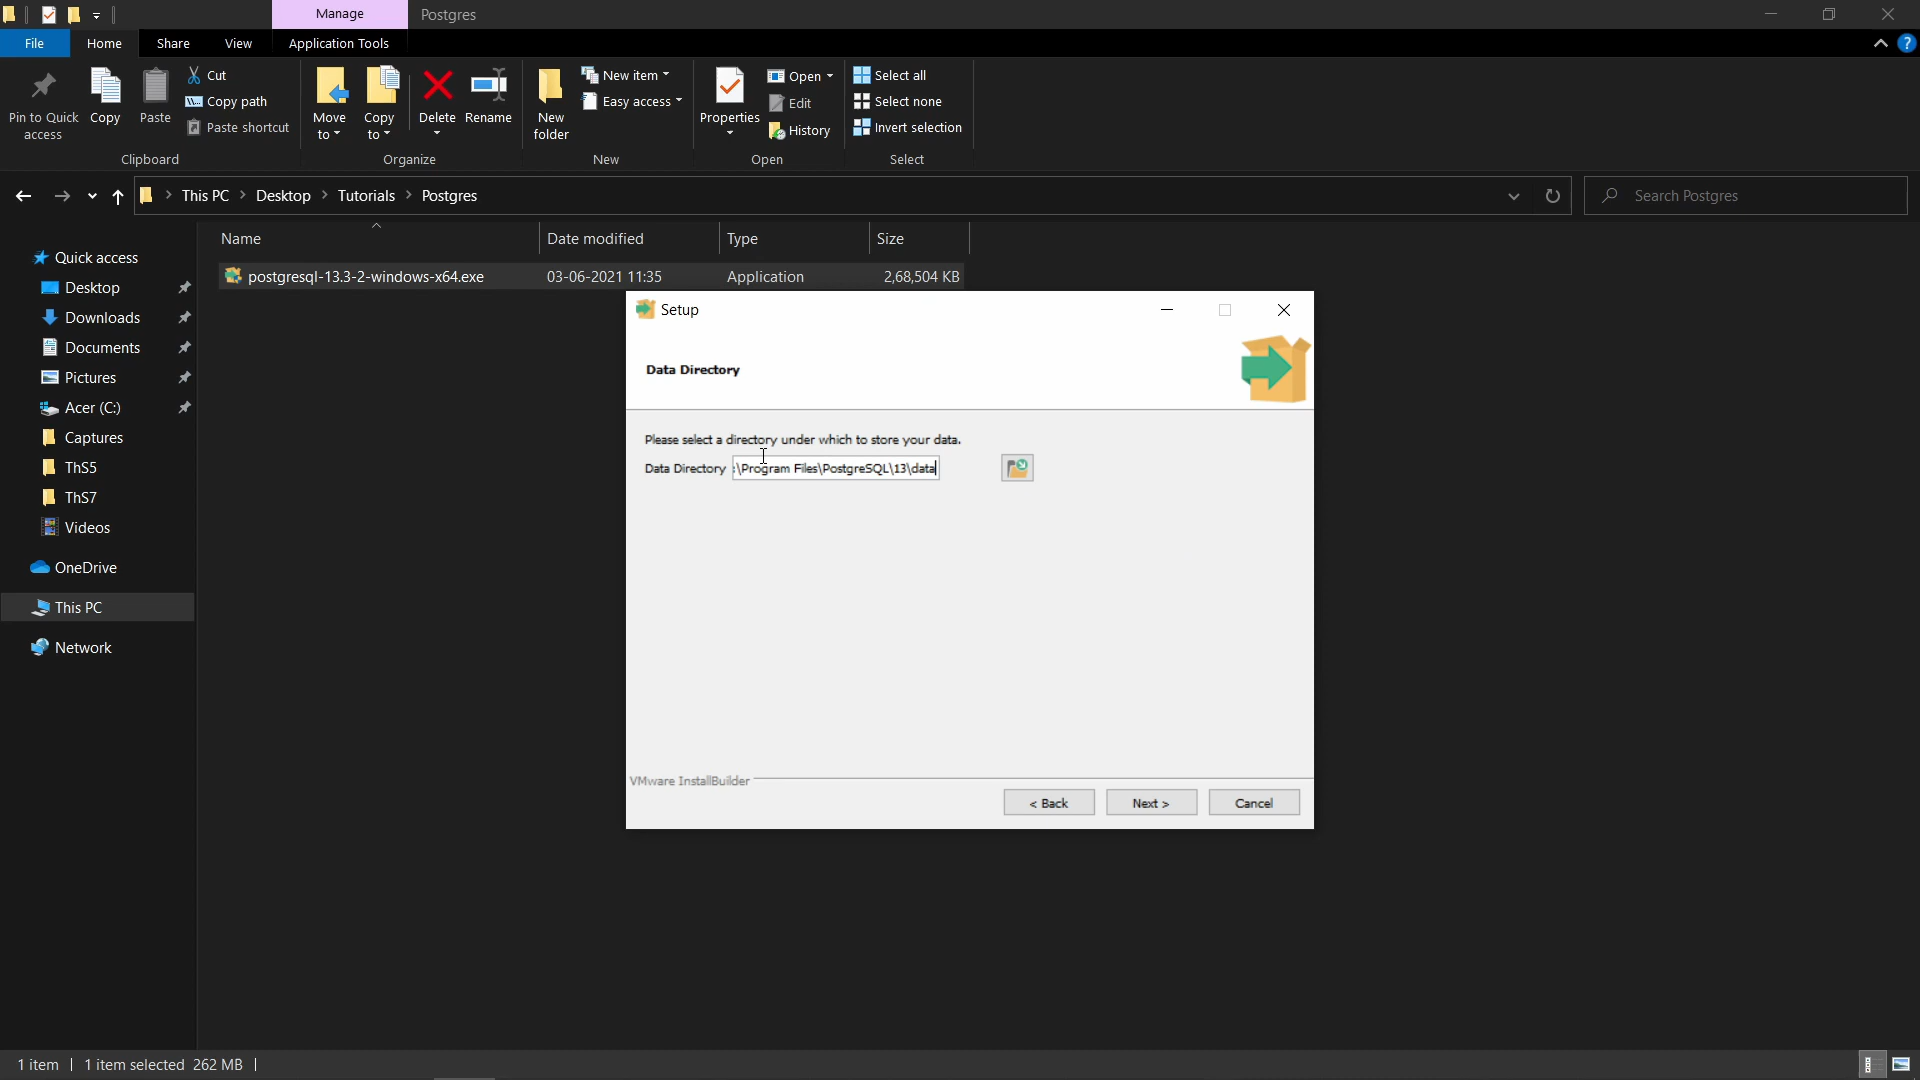 Manage
Postgres
File
Home
Share
View
Application Tools
Pin to Quick access
Copy
Paste
Cut
Copy path
Paste shortcut
Clipboard
Move to
Copy to
Delete
Rename
Organize
New folder
New item
Easy access
New
Properties
Open
Edit
History
Open
Select all
Select none
Invert selection
Select
This PC > Desktop > Tutorials > Postgres
Search Postgres
Name
Date modified
Type
Size
postgresql-13.3-2-windows-x64.exe
03-06-2021 11:35
Application
2,68,504 KB
Quick access
Desktop
Downloads
Documents
Pictures
Acer (C:)
Captures
ThS5
ThS7
Videos
OneDrive
This PC
Network
Setup
Data Directory
Please select a directory under which to store your data.
Data Directory :\Program Files\PostgreSQL\13\data
VMware InstallBuilder
< Back
Next >
Cancel
1 item
1 item selected 262 MB